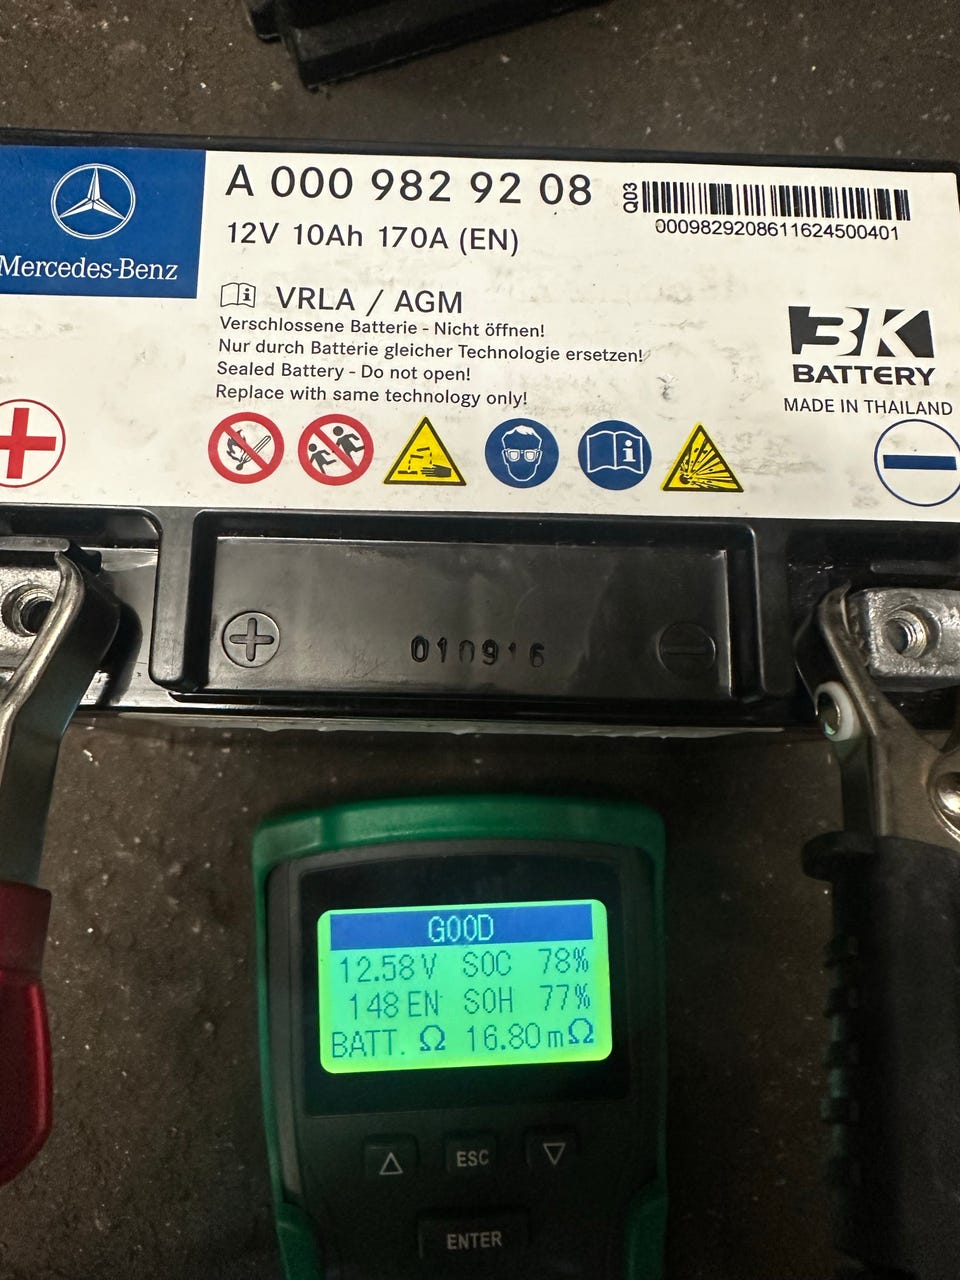 Mercedes-Benz
A 000 982 92 08
12V 10Ah 170A (EN)
Q03
0009829208611624500401
VRLA / AGM
Verschlossene Batterie - Nicht öffnen!
Nur durch Batterie gleicher Technologie ersetzen!
Sealed Battery - Do not open!
Replace with same technology only!
3K
BATTERY
MADE IN THAILAND
010916
GOOD
12.58V SOC 78%
148EN SOH 77%
BATT. Ω 16.80mΩ
ESC
ENTER